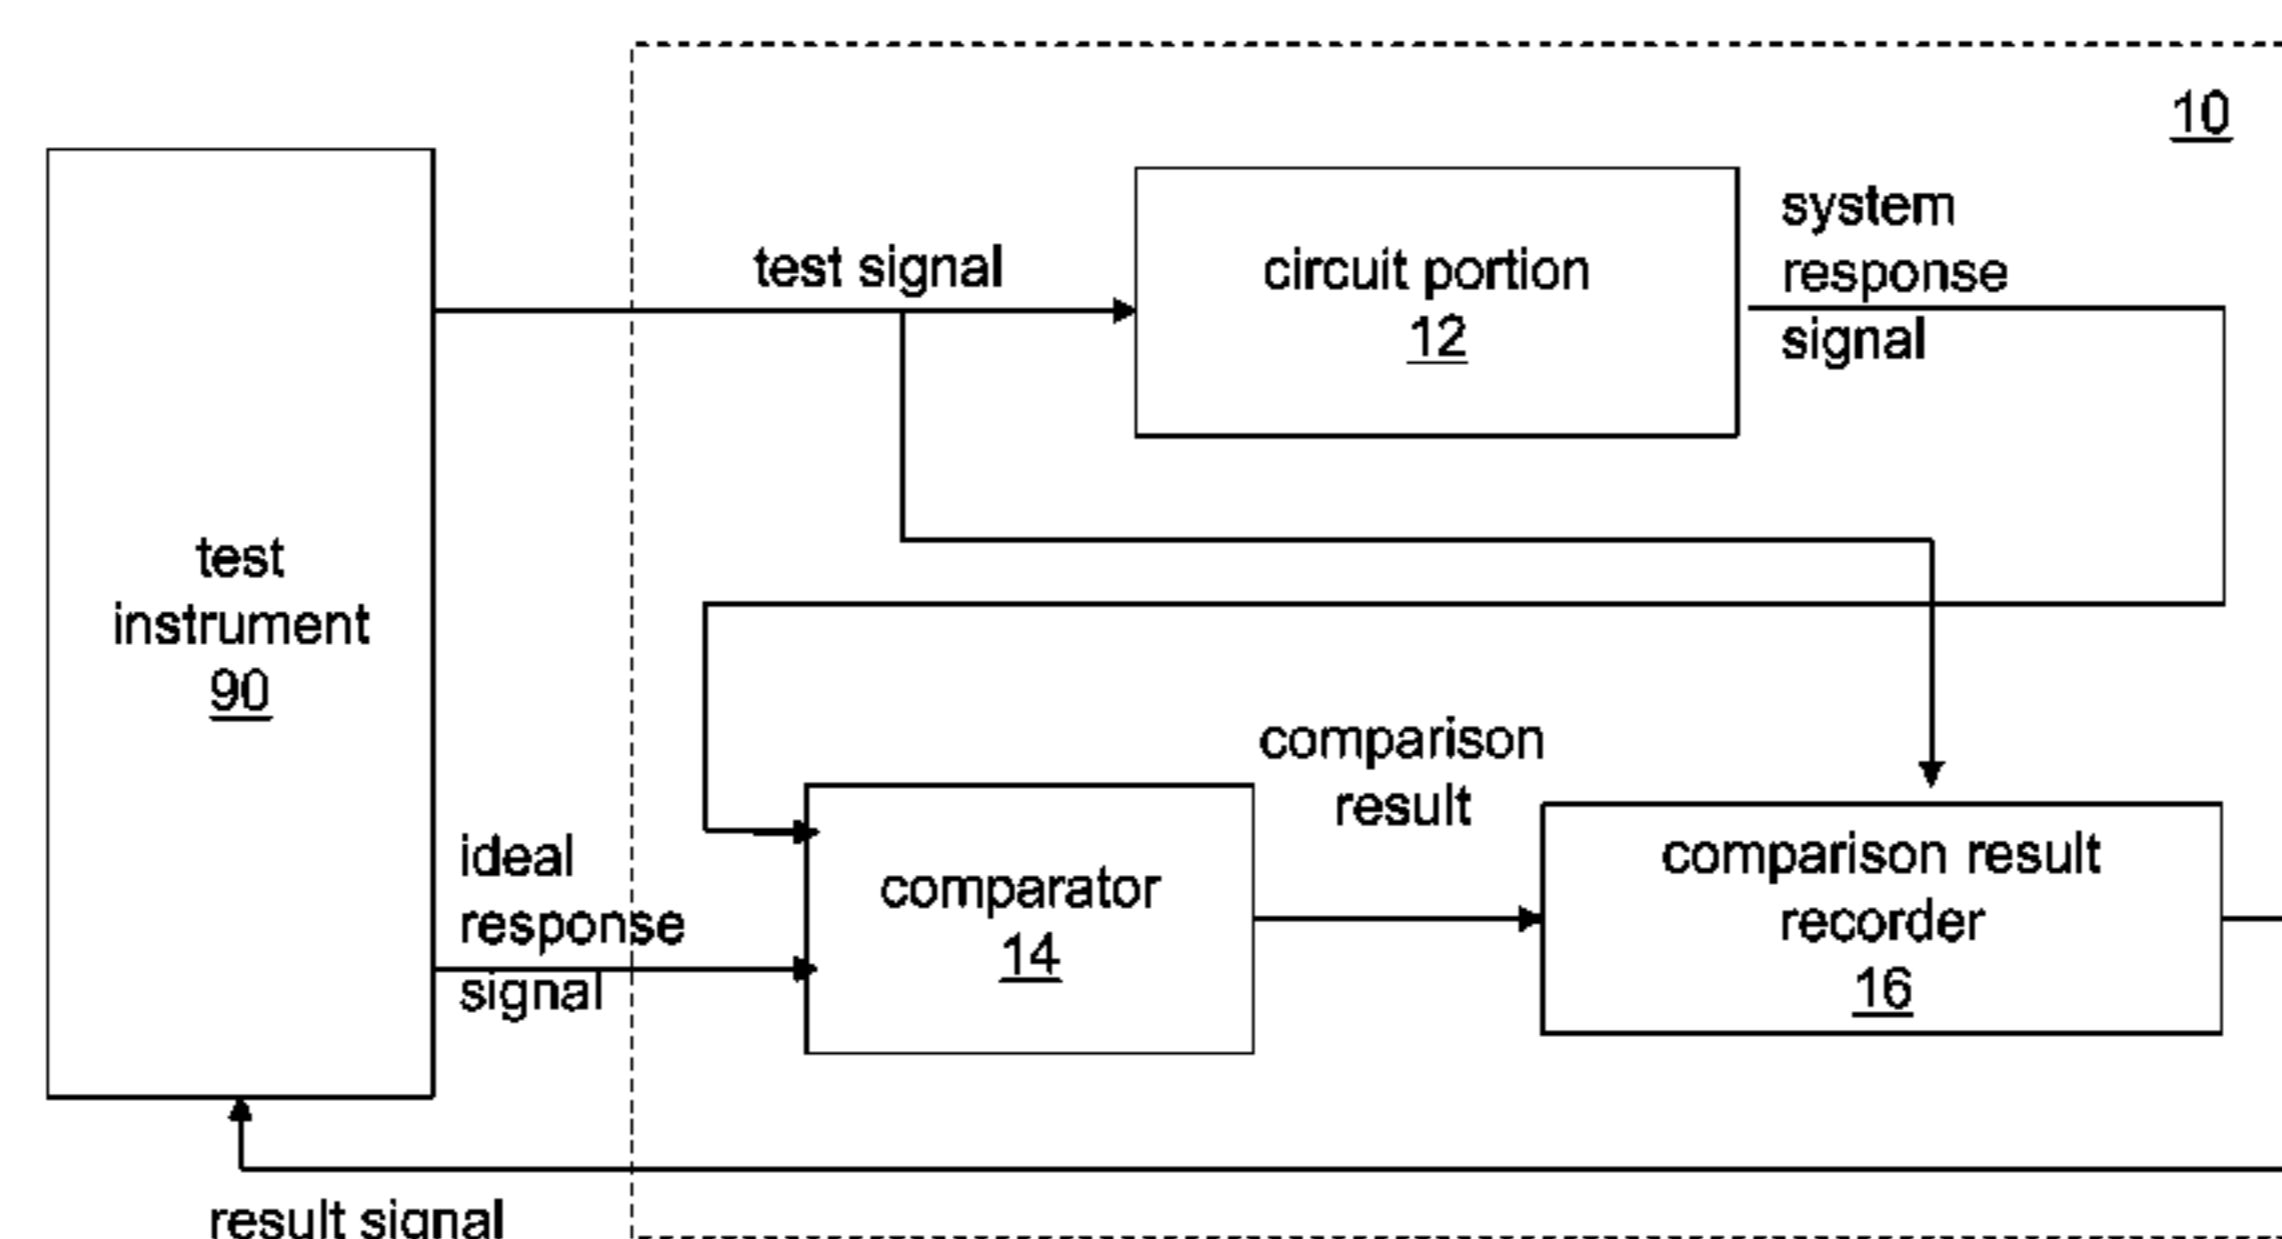 10
test signal
circuit portion
12
system
response
signal
test
instrument
90
ideal
response
signal
comparator
14
comparison
result
comparison result
recorder
16
result signal